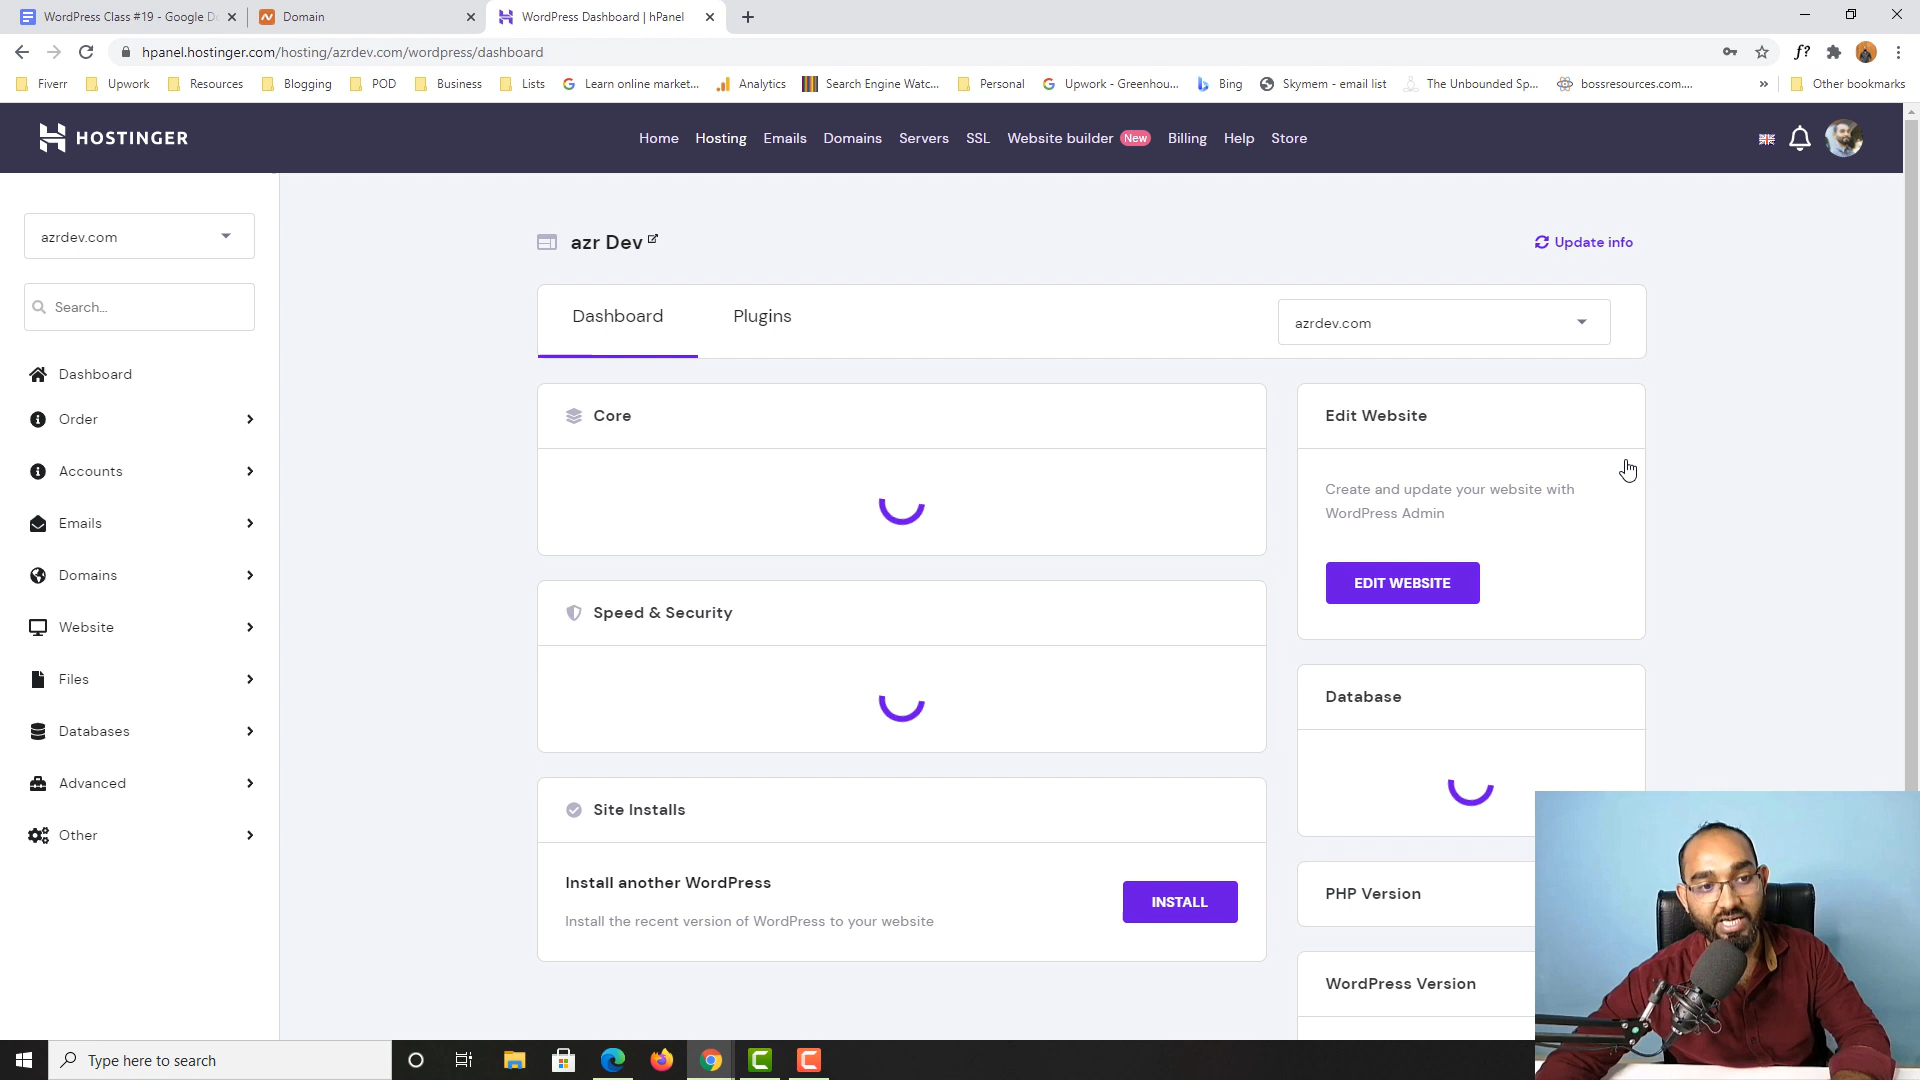 WordPress Class #19 - Google Do
Domain
WordPress Dashboard | hPanel
hpanel.hostinger.com/hosting/azrdev.com/wordpress/dashboard
f?
Fiverr
Upwork
Resources
Blogging
POD
Business
Lists
Learn online market...
Analytics
Search Engine Watc...
Personal
Upwork - Greenhou...
Bing
Skymem - email list
The Unbounded Sp...
bossresources.com....
»
Other bookmarks
HOSTINGER
Home
Hosting
Emails
Domains
Servers
SSL
Website builder New
Billing
Help
Store
azrdev.com
Search...
Dashboard
Order
Accounts
Emails
Domains
Website
Files
Databases
Advanced
Other
azr Dev
Update info
Dashboard
Plugins
azrdev.com
Core
Speed & Security
Site Installs
Install another WordPress
Install the recent version of WordPress to your website
INSTALL
Edit Website
Create and update your website with
WordPress Admin
EDIT WEBSITE
Database
PHP Version
WordPress Version
Type here to search